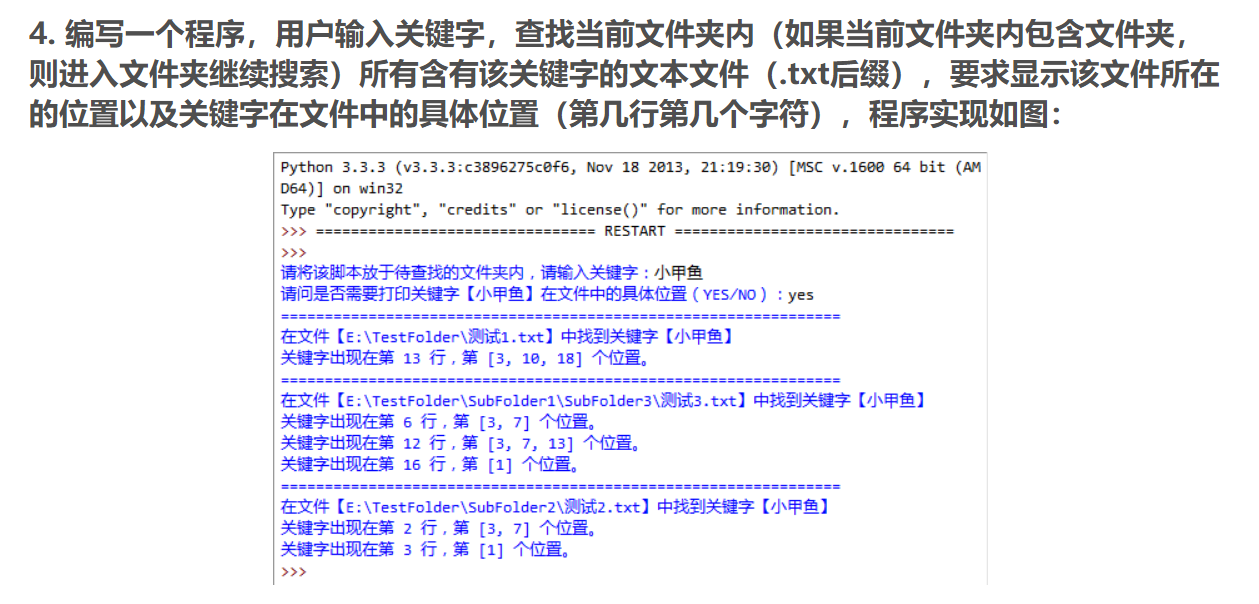 4. 编写一个程序，用户输入关键字，查找当前文件夹内（如果当前文件夹内包含文件夹，
则进入文件夹继续搜索）所有含有该关键字的文本文件（.txt后缀），要求显示该文件所在
的位置以及关键字在文件中的具体位置（第几行第几个字符），程序实现如图：
Python 3.3.3 (v3.3.3:c3896275c0f6, Nov 18 2013, 21:19:30) [MSC v.1600 64 bit (AM
D64)] on win32
Type "copyright", "credits" or "license()" for more information.
>>> ================================ RESTART ================================
>>>
请将该脚本放于待查找的文件夹内，请输入关键字：小甲鱼
请问是否需要打印关键字【小甲鱼】在文件中的具体位置（YES/NO）：yes
================================================================
在文件【E:\TestFolder\测试1.txt】中找到关键字【小甲鱼】
关键字出现在第 13 行，第 [3, 10, 18] 个位置。
================================================================
在文件【E:\TestFolder\SubFolder1\SubFolder3\测试3.txt】中找到关键字【小甲鱼】
关键字出现在第 6 行，第 [3, 7] 个位置。
关键字出现在第 12 行，第 [3, 7, 13] 个位置。
关键字出现在第 16 行，第 [1] 个位置。
================================================================
在文件【E:\TestFolder\SubFolder2\测试2.txt】中找到关键字【小甲鱼】
关键字出现在第 2 行，第 [3, 7] 个位置。
关键字出现在第 3 行，第 [1] 个位置。
>>>